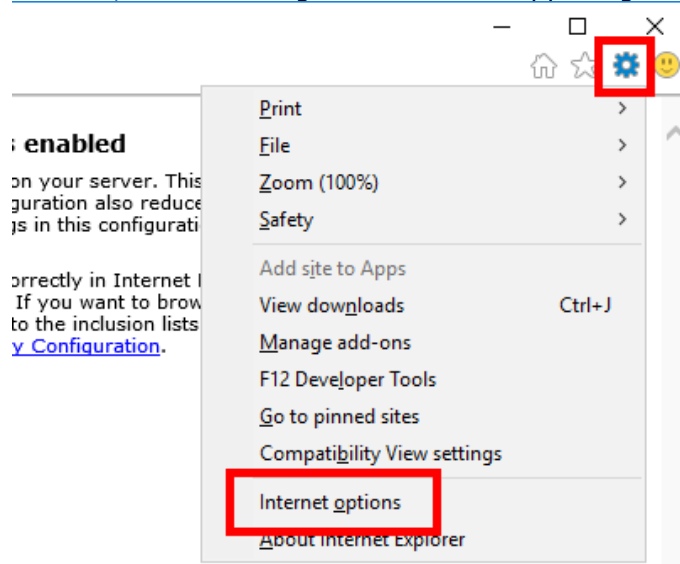 Print
File
Zoom (100%)
Safety
Add site to Apps
View downloads Ctrl+J
Manage add-ons
F12 Developer Tools
Go to pinned sites
Compatibility View settings
Internet options
About Internet Explorer
enabled
on your server. This
guration also reduce
gs in this configurati
orrectly in Internet
If you want to brow
to the inclusion lists
y Configuration.